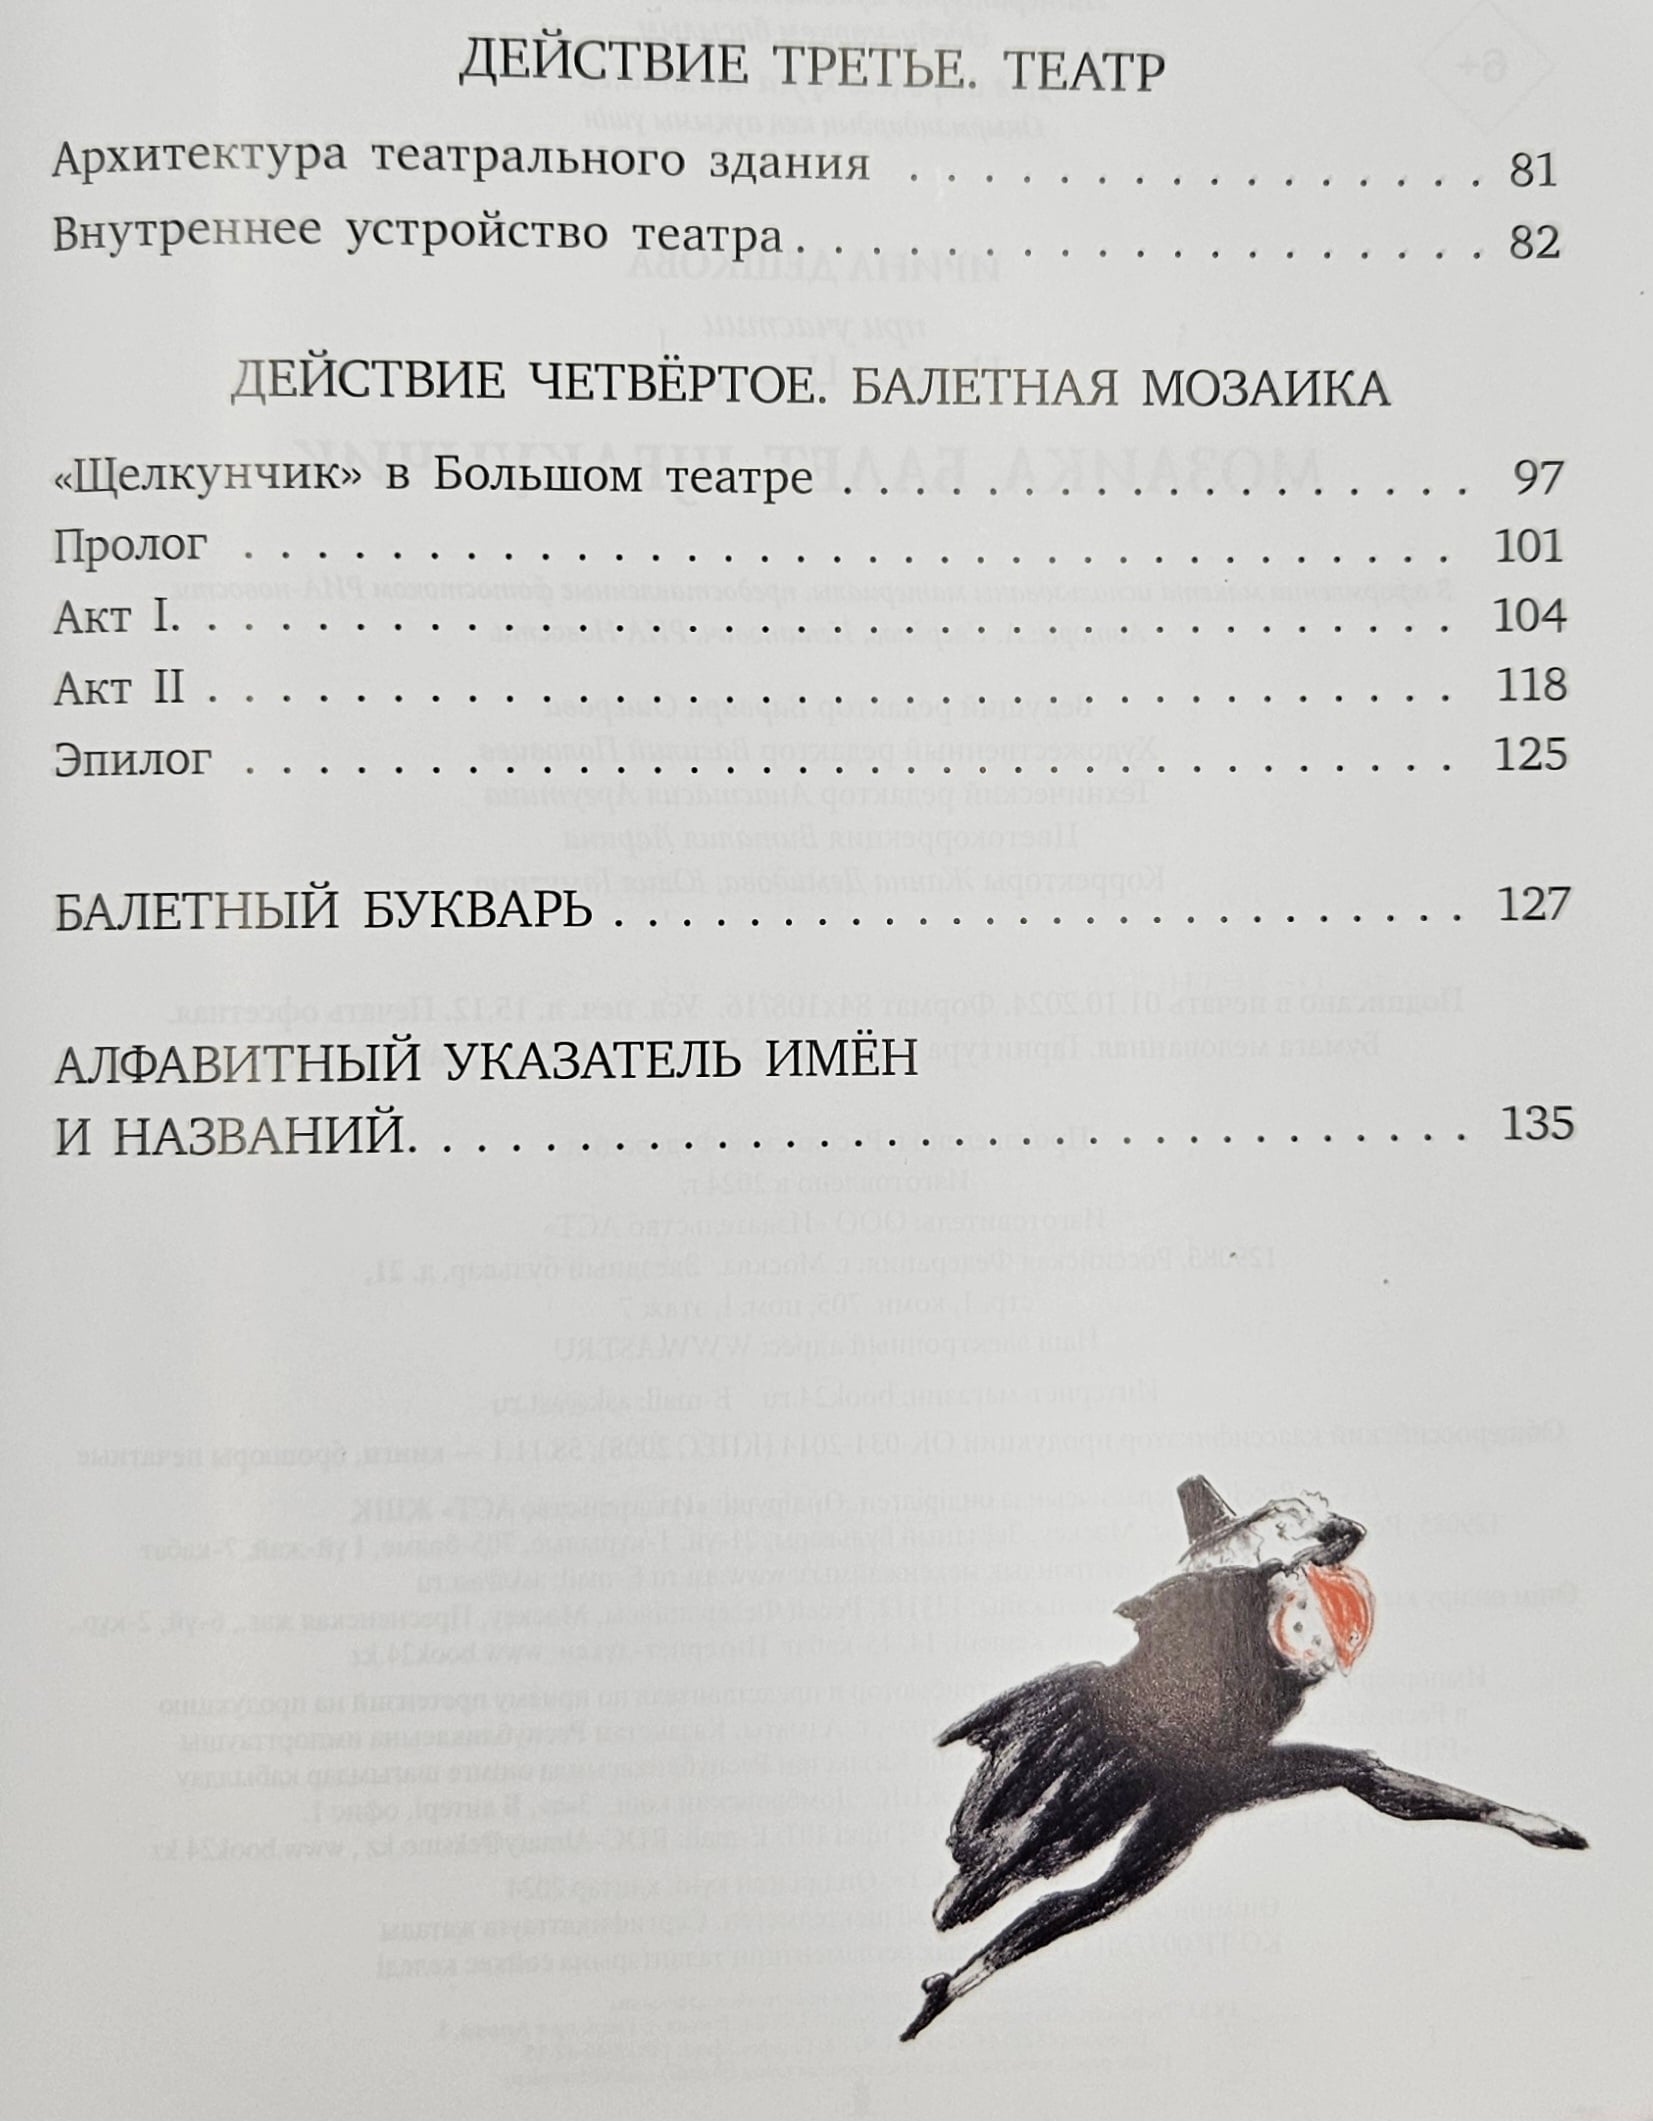 ДЕЙСТВИЕ ТРЕТЬЕ. ТЕАТР
Архитектура театрального здания . . . . . . . . . . . . . . . . 81
Внутреннее устройство театра . . . . . . . . . . . . . . . . . . . 82
ДЕЙСТВИЕ ЧЕТВЁРТОЕ. БАЛЕТНАЯ МОЗАИКА
«Щелкунчик» в Большом театре . . . . . . . . . . . . . . . . . . 97
Пролог . . . . . . . . . . . . . . . . . . . . . . . . . . . . . . . . . 101
Акт I. . . . . . . . . . . . . . . . . . . . . . . . . . . . . . . . . . . 104
Акт II . . . . . . . . . . . . . . . . . . . . . . . . . . . . . . . . . . 118
Эпилог . . . . . . . . . . . . . . . . . . . . . . . . . . . . . . . . . 125
БАЛЕТНЫЙ БУКВАРЬ . . . . . . . . . . . . . . . . . . . . . . . . . . 127
АЛФАВИТНЫЙ УКАЗАТЕЛЬ ИМЁН
И НАЗВАНИЙ. . . . . . . . . . . . . . . . . . . . . . . . . . . . . . 135